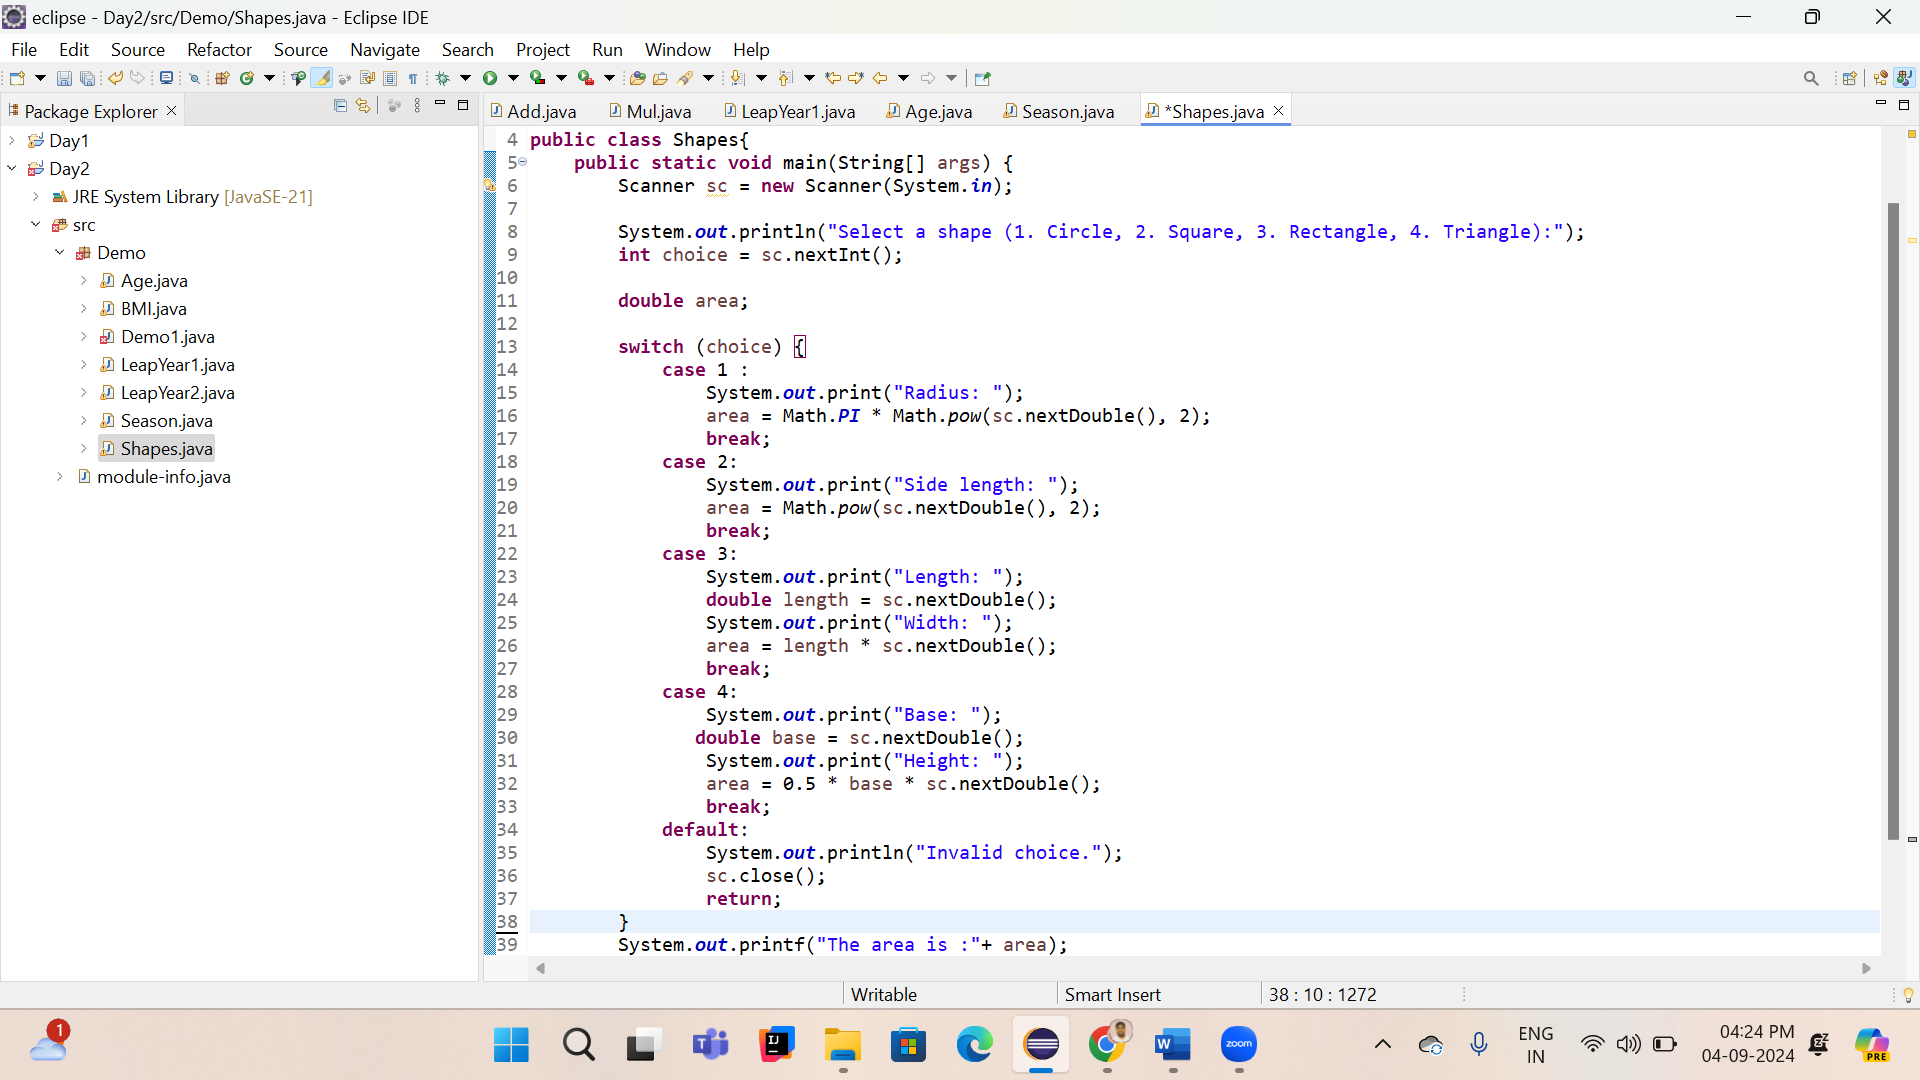 eclipse - Day2/src/Demo/Shapes.java - Eclipse IDE
File Edit Source Refactor Source Navigate Search Project Run Window Help
Package Explorer
Add.java Mul.java LeapYear1.java Age.java Season.java *Shapes.java
Day1
Day2
JRE System Library [JavaSE-21]
src
Demo
Age.java
BMI.java
Demo1.java
LeapYear1.java
LeapYear2.java
Season.java
Shapes.java
module-info.java
4 public class Shapes{
5 public static void main(String[] args) {
6 Scanner sc = new Scanner(System.in);
7
8 System.out.println("Select a shape (1. Circle, 2. Square, 3. Rectangle, 4. Triangle):");
9 int choice = sc.nextInt();
10
11 double area;
12
13 switch (choice) {
14 case 1 :
15 System.out.print("Radius: ");
16 area = Math.PI * Math.pow(sc.nextDouble(), 2);
17 break;
18 case 2:
19 System.out.print("Side length: ");
20 area = Math.pow(sc.nextDouble(), 2);
21 break;
22 case 3:
23 System.out.print("Length: ");
24 double length = sc.nextDouble();
25 System.out.print("Width: ");
26 area = length * sc.nextDouble();
27 break;
28 case 4:
29 System.out.print("Base: ");
30 double base = sc.nextDouble();
31 System.out.print("Height: ");
32 area = 0.5 * base * sc.nextDouble();
33 break;
34 default:
35 System.out.println("Invalid choice.");
36 sc.close();
37 return;
38 }
39 System.out.printf("The area is :"+ area);
Writable Smart Insert 38 : 10 : 1272
1
IJ
W
zoom
ENG
IN
04:24 PM
04-09-2024
PRE